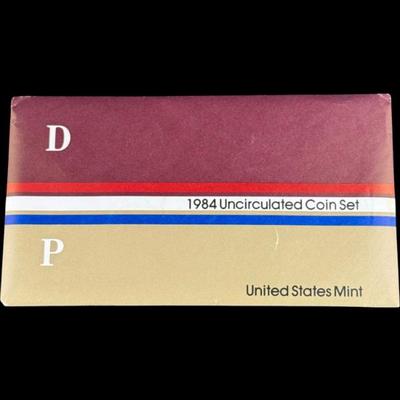 D
1984 Uncirculated Coin Set
P
United States Mint